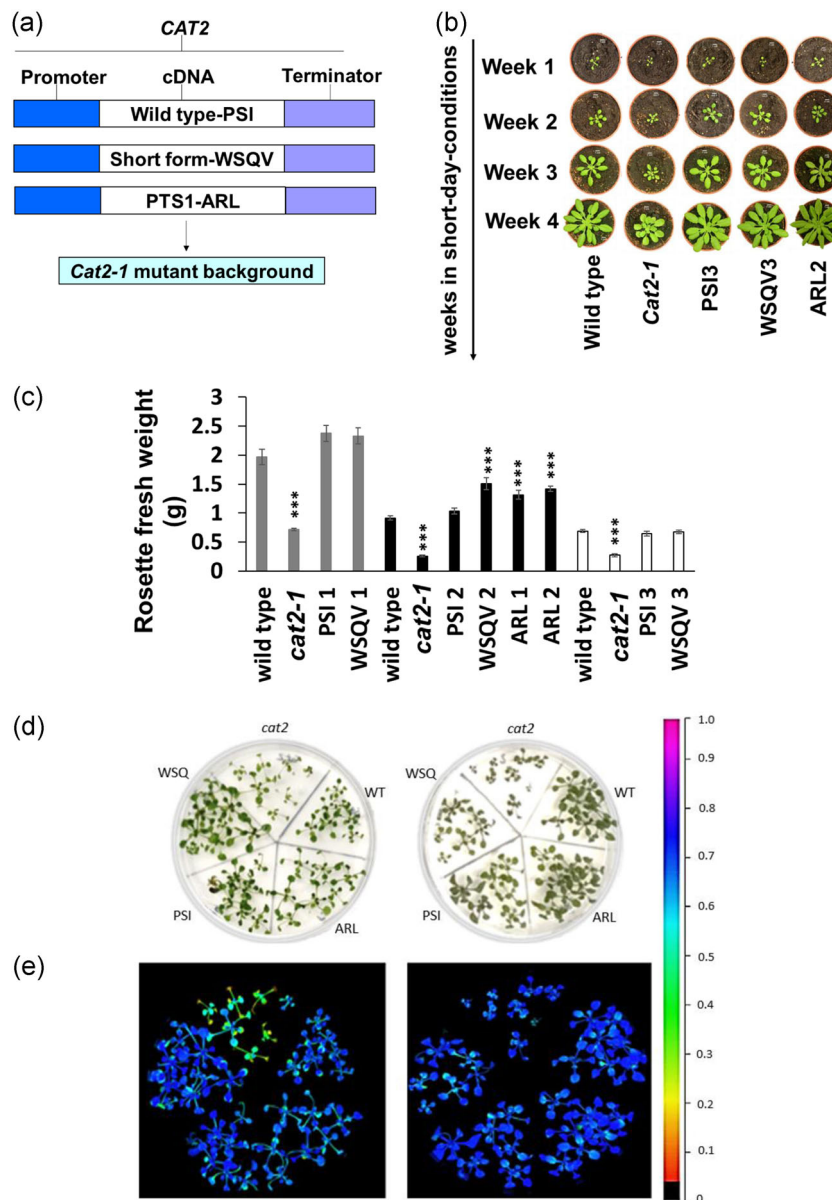 (a)
CAT2
Promoter cDNA Terminator
Wild type-PSI
Short form-WSQV
PTS1-ARL
Cat2-1 mutant background
(b)
weeks in short-day-conditions
Week 1
Week 2
Week 3
Week 4
Wild type
Cat2-1
PSI3
WSQV3
ARL2
(c)
Rosette fresh weight
(g)
3
2.5
2
1.5
1
0.5
0
***
***
***
***
***
***
wild type
cat2-1
PSI 1
WSQV 1
wild type
cat2-1
PSI 2
WSQV 2
ARL 1
ARL 2
wild type
cat2-1
PSI 3
WSQV 3
(d)
cat2
WSQ
WT
PSI
ARL
cat2
WSQ
WT
PSI
ARL
(e)
1.0
0.9
0.8
0.7
0.6
0.5
0.4
0.3
0.2
0.1
0